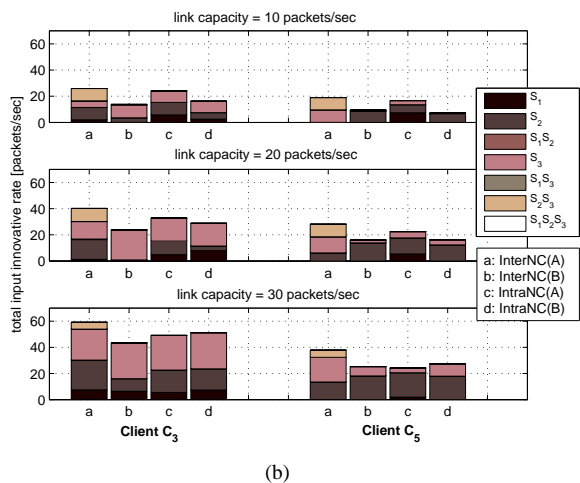 link capacity = 10 packets/sec
60
40
20
0
a b c d a b c d
S1
S2
S1S2
S3
S1S3
S2S3
S1S2S3
total input innovative rate [packets/sec]
link capacity = 20 packets/sec
60
40
20
0
a b c d a b c d
a: InterNC(A)
b: InterNC(B)
c: IntraNC(A)
d: IntraNC(B)
link capacity = 30 packets/sec
60
40
20
0
a b c d a b c d
Client C3 Client C5
(b)